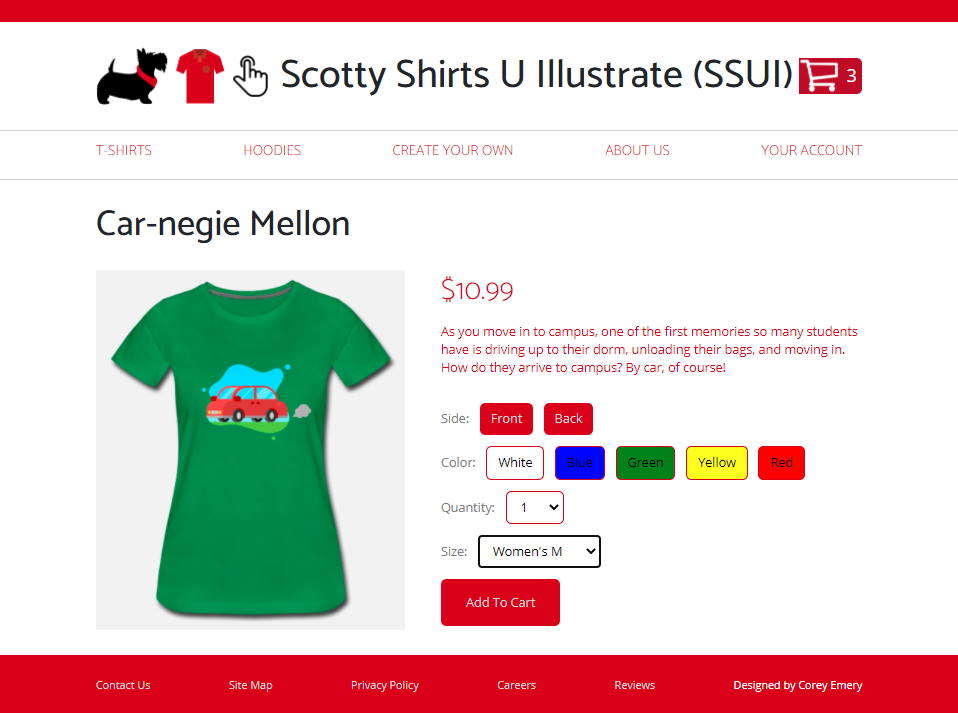 Scotty Shirts U Illustrate (SSUI) 3
T-SHIRTS HOODIES CREATE YOUR OWN ABOUT US YOUR ACCOUNT
Car-negie Mellon
$10.99
As you move in to campus, one of the first memories so many students
have is driving up to their dorm, unloading their bags, and moving in.
How do they arrive to campus? By car, of course!
Side: Front Back
Color: White Blue Green Yellow Red
Quantity: 1
Size: Women's M
Add To Cart
Contact Us Site Map Privacy Policy Careers Reviews Designed by Corey Emery